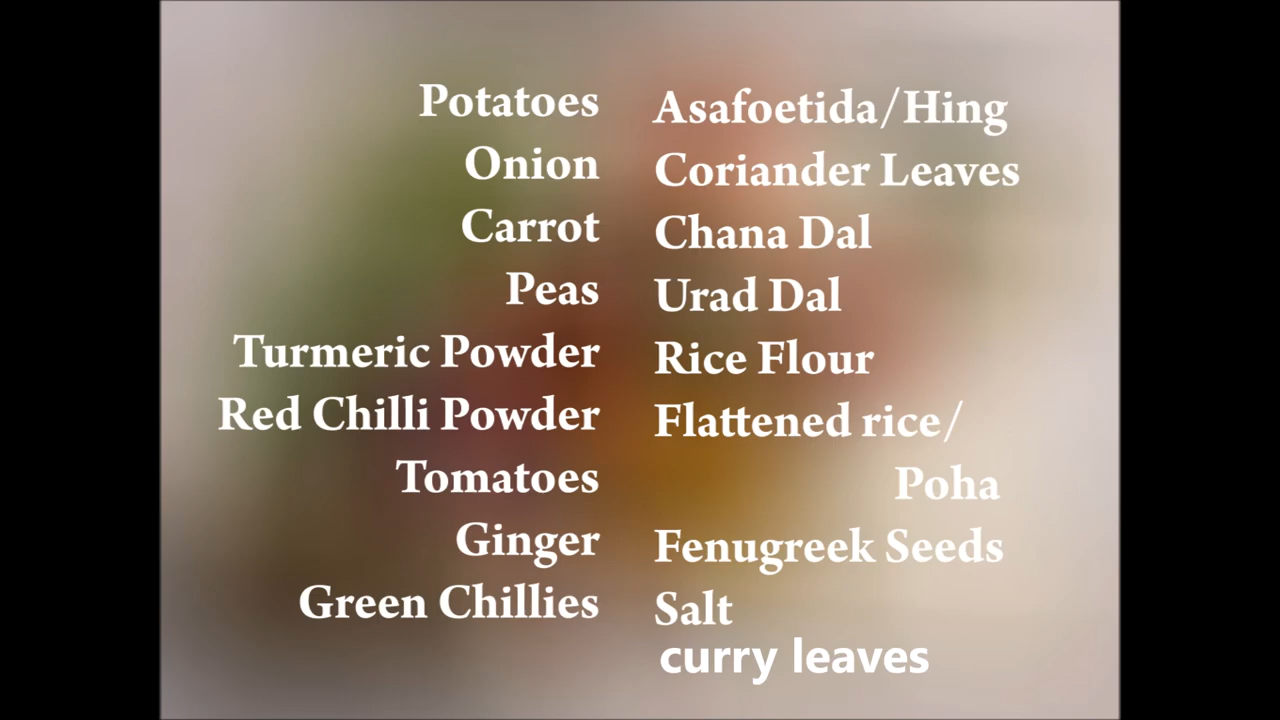 Potatoes
Onion
Carrot
Peas
Turmeric Powder
Red Chilli Powder
Tomatoes
Ginger
Green Chillies
Asafoetida/Hing
Coriander Leaves
Chana Dal
Urad Dal
Rice Flour
Flattened rice/
Poha
Fenugreek Seeds
Salt
curry leaves